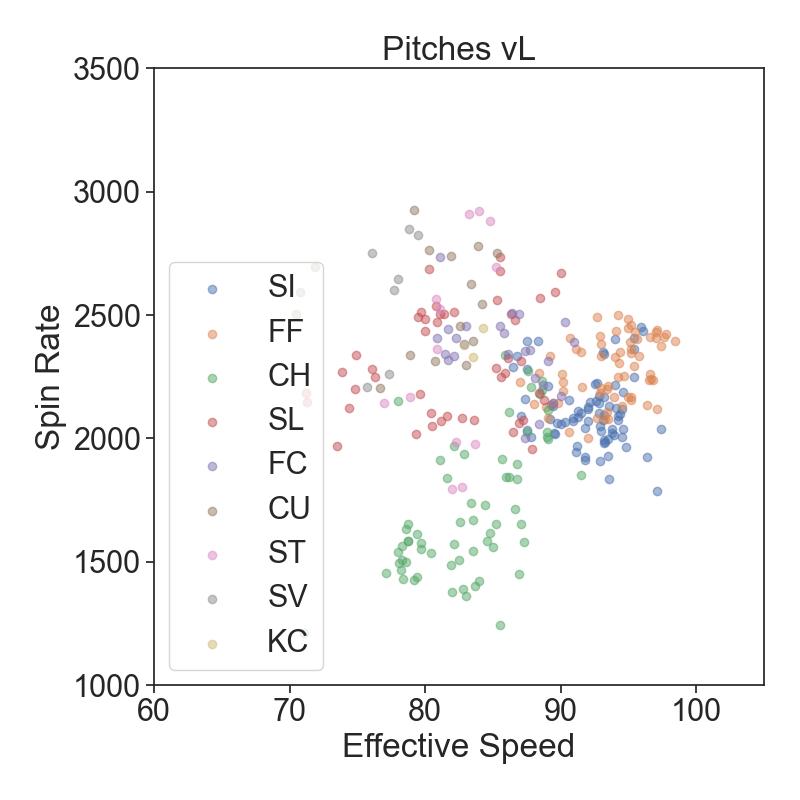 Pitches vL
3500
3000
2500
2000
1500
1000
Spin Rate
SI
FF
CH
SL
FC
CU
ST
SV
KC
60
70
80
90
100
Effective Speed